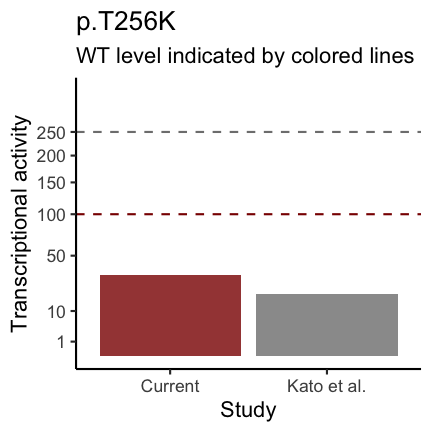 p.T256K
WT level indicated by colored lines
Transcriptional activity
250
200
150
100
50
10
1
Current
Kato et al.
Study